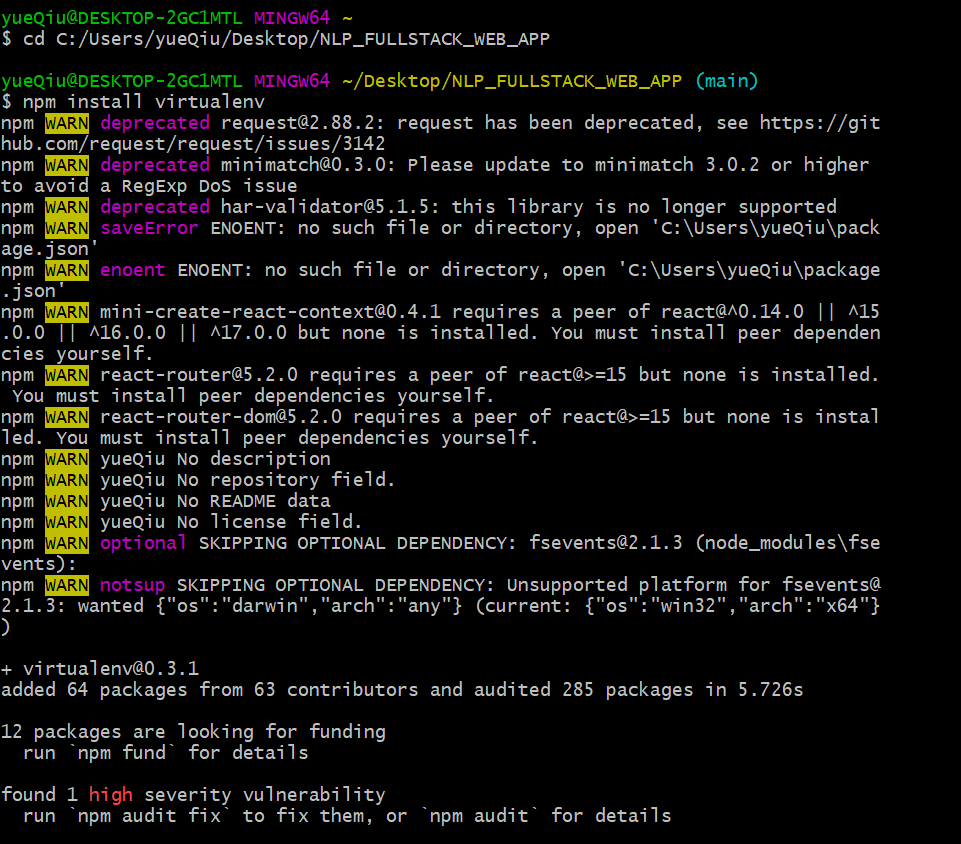 yueQiu@DESKTOP-2GC1MTL MINGW64 ~
$ cd C:/Users/yueQiu/Desktop/NLP_FULLSTACK_WEB_APP
yueQiu@DESKTOP-2GC1MTL MINGW64 ~/Desktop/NLP_FULLSTACK_WEB_APP (main)
$ npm install virtualenv
npm WARN deprecated request@2.88.2: request has been deprecated, see https://git
hub.com/request/request/issues/3142
npm WARN deprecated minimatch@0.3.0: Please update to minimatch 3.0.2 or higher
to avoid a RegExp DoS issue
npm WARN deprecated har-validator@5.1.5: this library is no longer supported
npm WARN saveError ENOENT: no such file or directory, open 'C:\Users\yueQiu\pack
age.json'
npm WARN enoent ENOENT: no such file or directory, open 'C:\Users\yueQiu\package
.json'
npm WARN mini-create-react-context@0.4.1 requires a peer of react@^0.14.0 || ^15
.0.0 || ^16.0.0 || ^17.0.0 but none is installed. You must install peer dependen
cies yourself.
npm WARN react-router@5.2.0 requires a peer of react@>=15 but none is installed.
 You must install peer dependencies yourself.
npm WARN react-router-dom@5.2.0 requires a peer of react@>=15 but none is instal
led. You must install peer dependencies yourself.
npm WARN yueQiu No description
npm WARN yueQiu No repository field.
npm WARN yueQiu No README data
npm WARN yueQiu No license field.
npm WARN optional SKIPPING OPTIONAL DEPENDENCY: fsevents@2.1.3 (node_modules\fse
vents):
npm WARN notsup SKIPPING OPTIONAL DEPENDENCY: Unsupported platform for fsevents@
2.1.3: wanted {"os":"darwin","arch":"any"} (current: {"os":"win32","arch":"x64"}
)
+ virtualenv@0.3.1
added 64 packages from 63 contributors and audited 285 packages in 5.726s
12 packages are looking for funding
  run `npm fund` for details
found 1 high severity vulnerability
  run `npm audit fix` to fix them, or `npm audit` for details